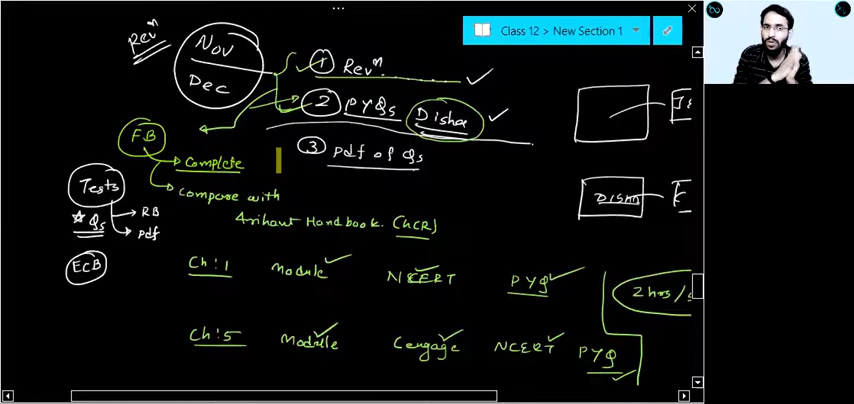 Class 12 > New Section 1
Revⁿ
Nov
Dec
1 Revⁿ.
2 PYQs Disha
3 pdf of Qs
FB
Complete
Compare with
Arihant Handbook. (hCR)
Tests
Qs
RB
pdf
ECB
DISHA
Ch:1 Module NCERT PYQ
2 hrs/
Ch:5 Module Cengage NCERT PYQ